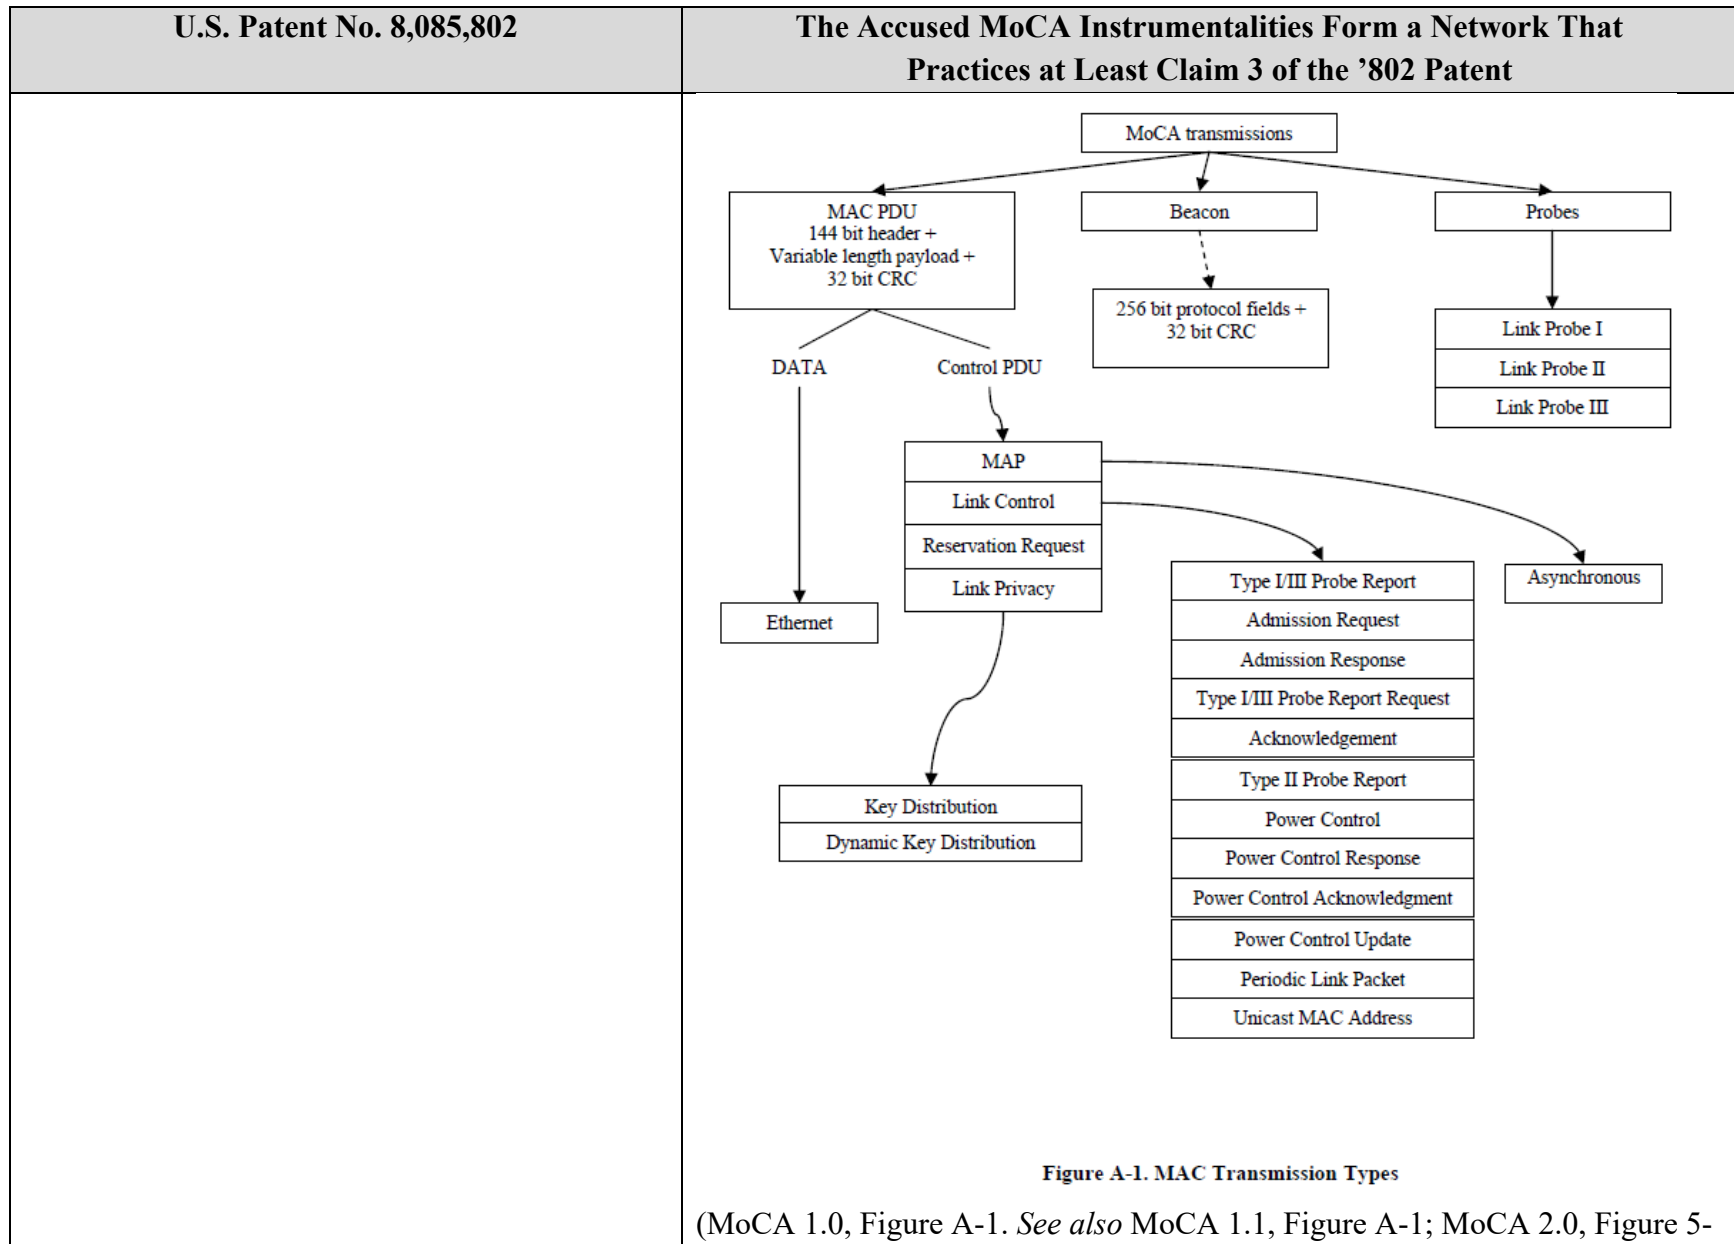 U.S. Patent No. 8,085,802
The Accused MoCA Instrumentalities Form a Network That
Practices at Least Claim 3 of the ’802 Patent
MoCA transmissions
MAC PDU
144 bit header +
Variable length payload +
32 bit CRC
Beacon
Probes
256 bit protocol fields +
32 bit CRC
Link Probe I
Link Probe II
Link Probe III
DATA
Control PDU
MAP
Link Control
Reservation Request
Link Privacy
Ethernet
Type I/III Probe Report
Admission Request
Admission Response
Type I/III Probe Report Request
Acknowledgement
Type II Probe Report
Power Control
Power Control Response
Power Control Acknowledgment
Power Control Update
Periodic Link Packet
Unicast MAC Address
Asynchronous
Key Distribution
Dynamic Key Distribution
Figure A-1. MAC Transmission Types
(MoCA 1.0, Figure A-1. See also MoCA 1.1, Figure A-1; MoCA 2.0, Figure 5-